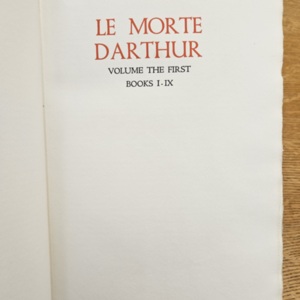 LE MORTE
DARTHUR
VOLUME THE FIRST
BOOKS I-IX